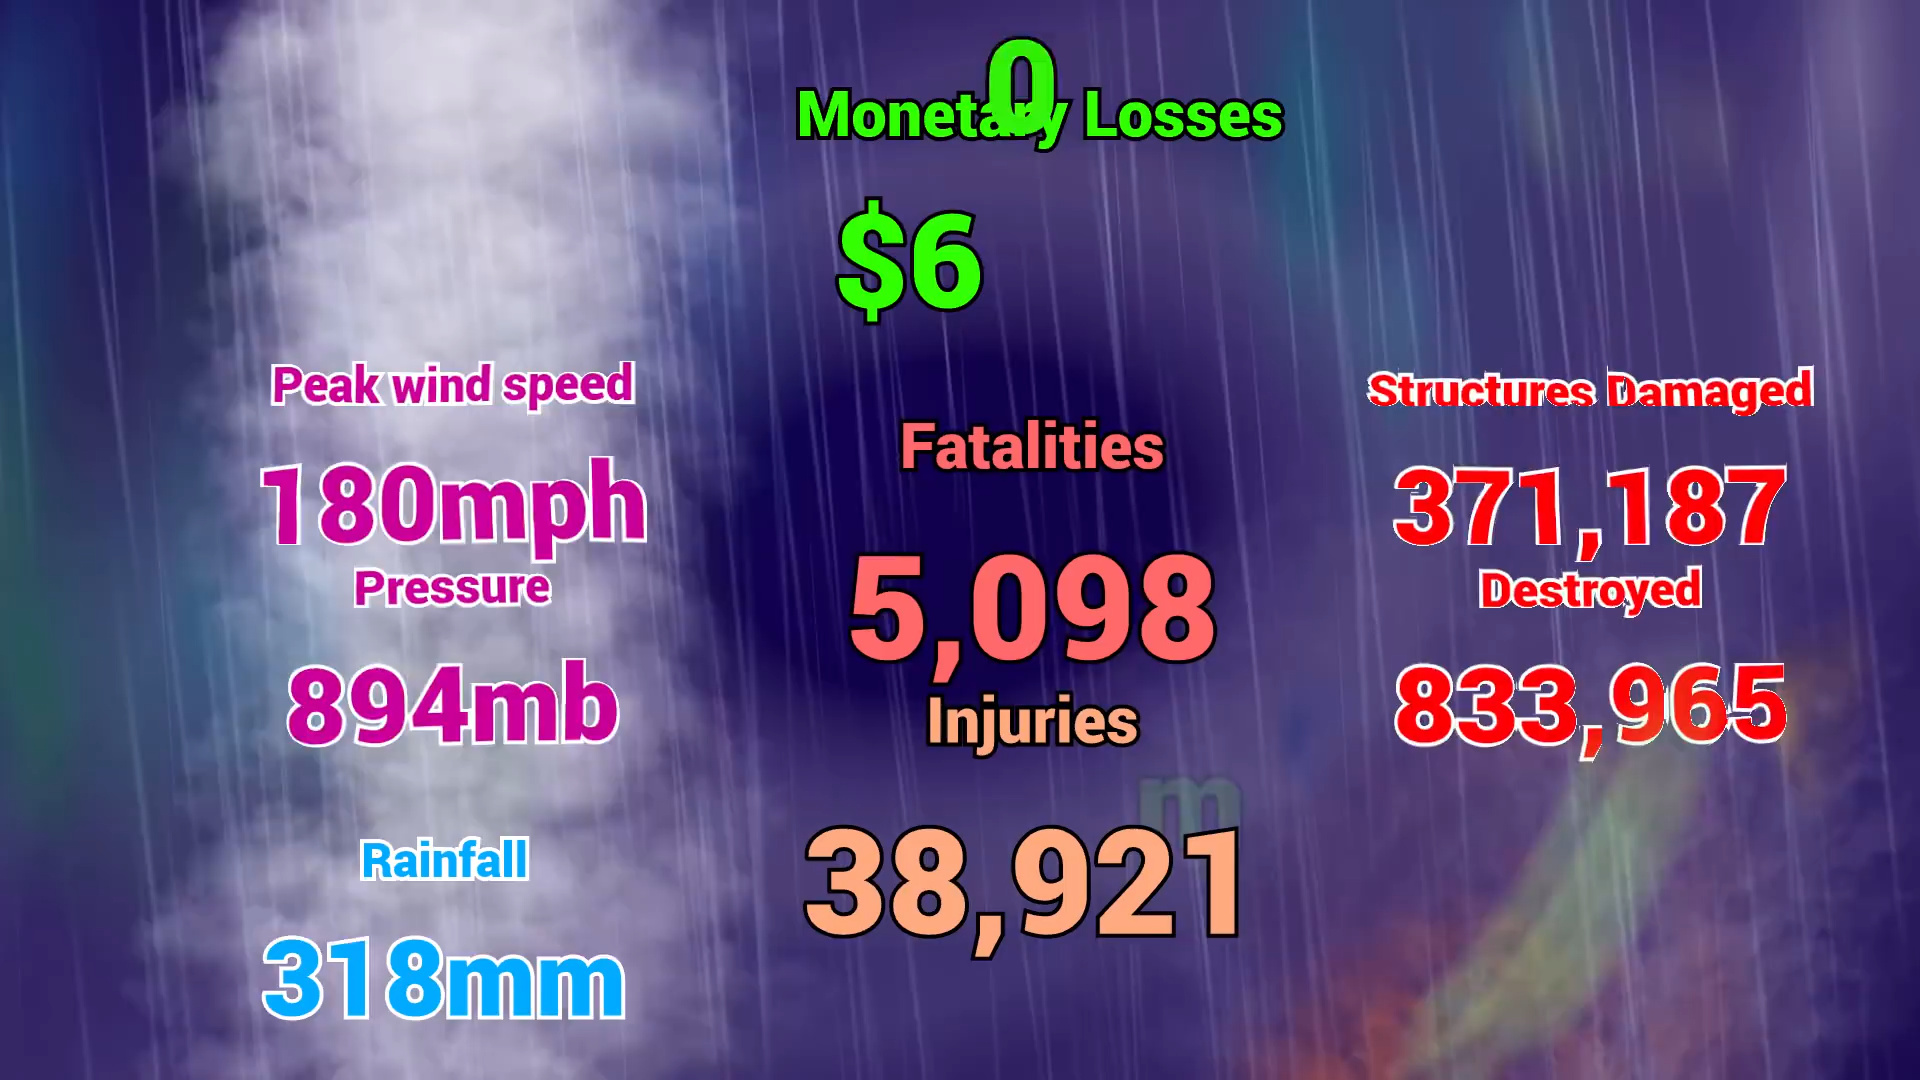 0
Monetary Losses
$6
Peak wind speed
180mph
Pressure
894mb
Rainfall
318mm
Fatalities
5,098
Injuries
m
38,921
Structures Damaged
371,187
Destroyed
833,965